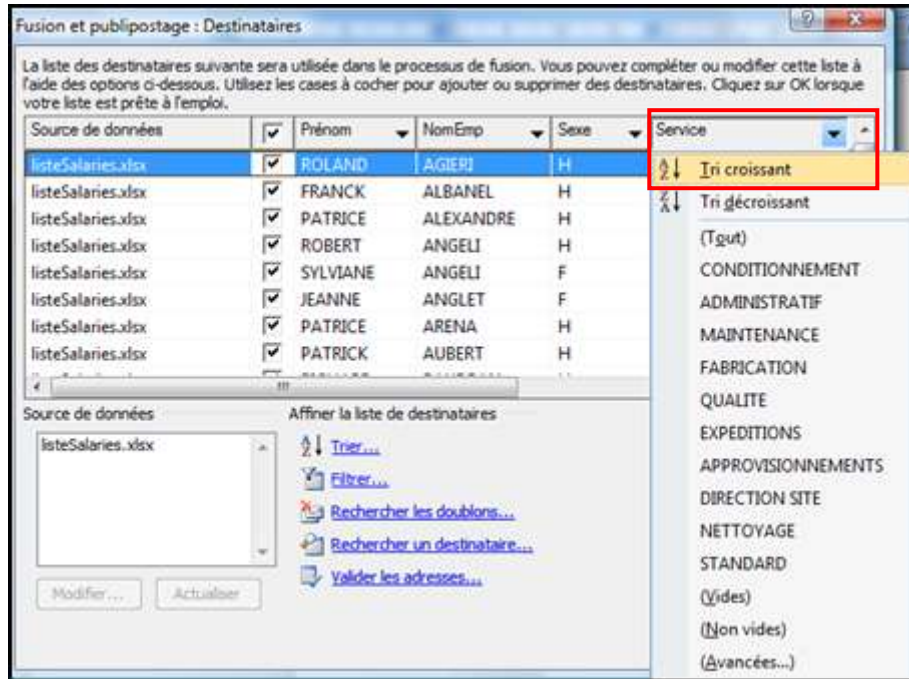 Fusion et publipostage : Destinataires
La liste des destinataires suivante sera utilisée dans le processus de fusion. Vous pouvez compléter ou modifier cette liste à
l'aide des options ci-dessous. Utilisez les cases à cocher pour ajouter ou supprimer des destinataires. Cliquez sur OK lorsque
votre liste est prête à l'emploi.
Source de données Prénom NomEmp Sexe Service
listeSalaries.xlsx ROLAND AGIERI H
listeSalaries.xlsx FRANCK ALBANEL H
listeSalaries.xlsx PATRICE ALEXANDRE H
listeSalaries.xlsx ROBERT ANGELI H
listeSalaries.xlsx SYLVIANE ANGELI F
listeSalaries.xlsx JEANNE ANGLET F
listeSalaries.xlsx PATRICE ARENA H
listeSalaries.xlsx PATRICK AUBERT H
Tri croissant
Tri décroissant
(Tout)
CONDITIONNEMENT
ADMINISTRATIF
MAINTENANCE
FABRICATION
QUALITE
EXPEDITIONS
APPROVISIONNEMENTS
DIRECTION SITE
NETTOYAGE
STANDARD
(Vides)
(Non vides)
(Avancées...)
Source de données
listeSalaries.xlsx
Modifier... Actualiser
Affiner la liste de destinataires
Trier...
Filtrer...
Rechercher les doublons...
Rechercher un destinataire...
Valider les adresses...